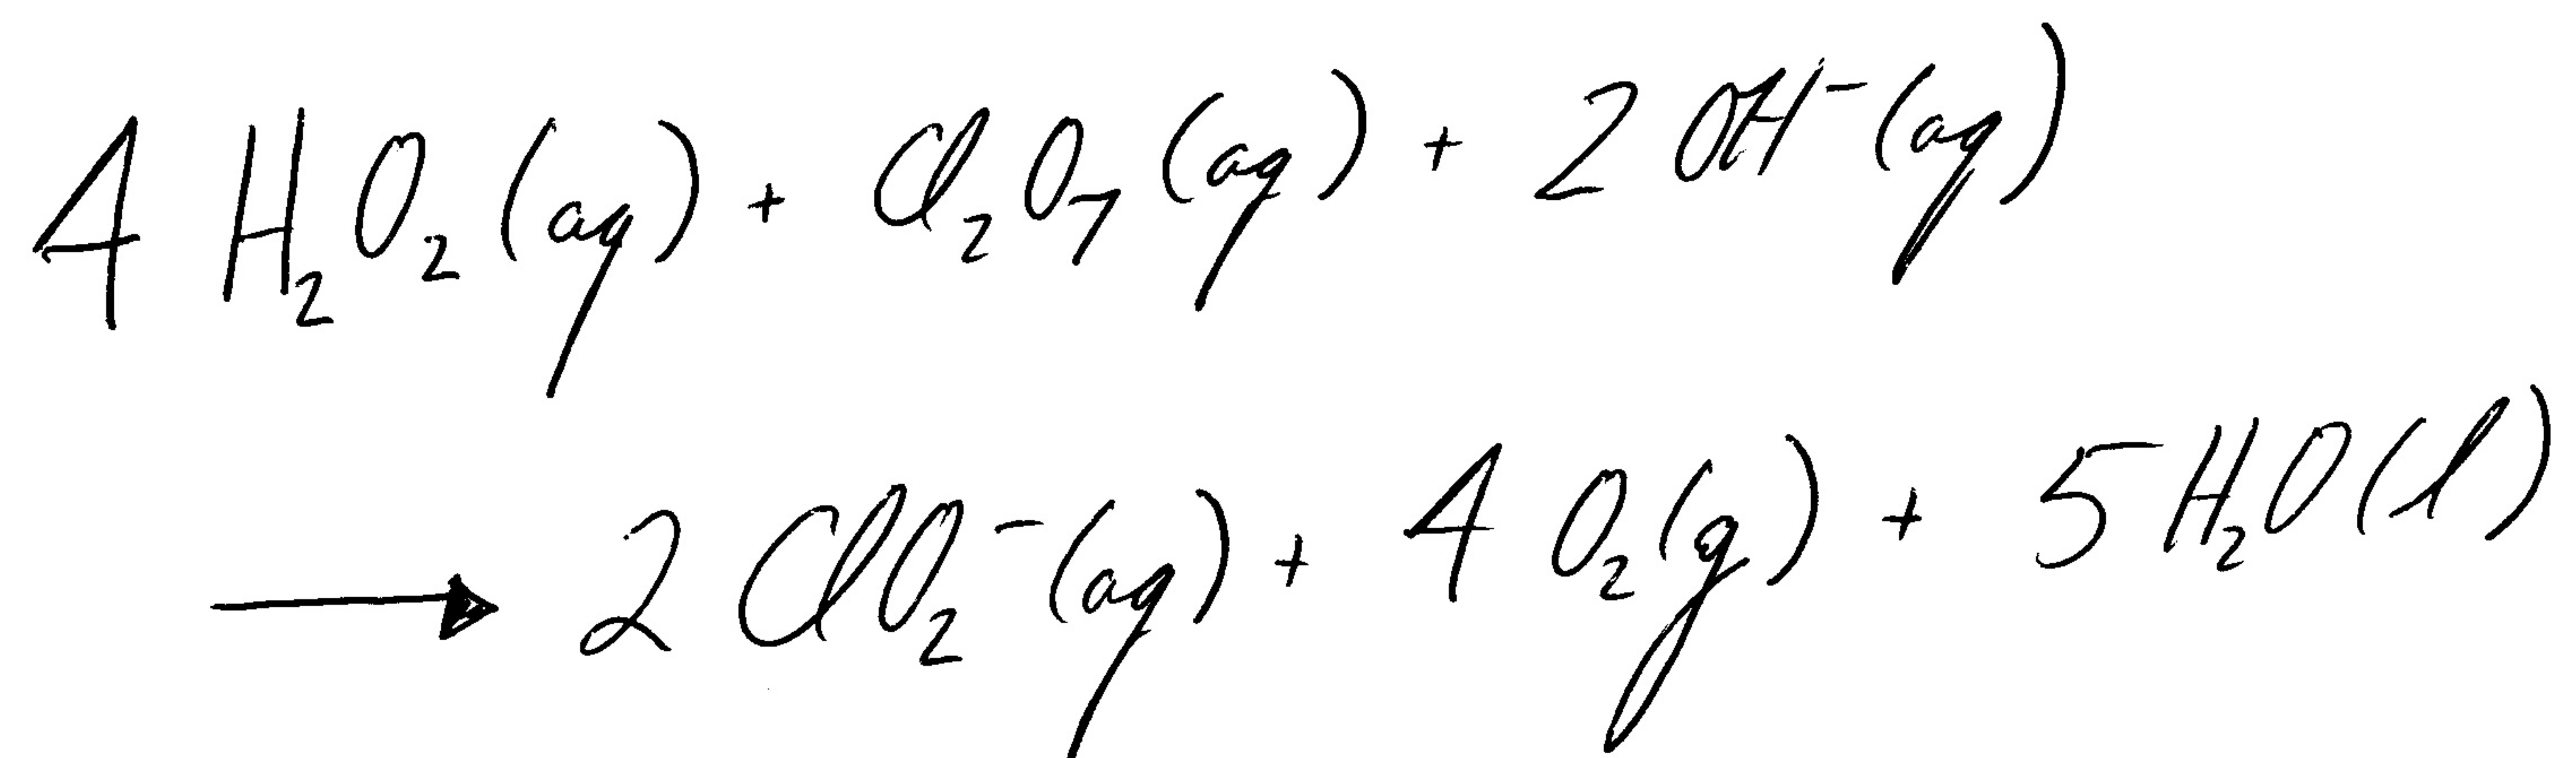 4 H₂O₂ (aq) + Cl₂O₇ (aq) + 2 OH⁻ (aq)
→ 2 ClO₂⁻ (aq) + 4 O₂ (g) + 5 H₂O (l)